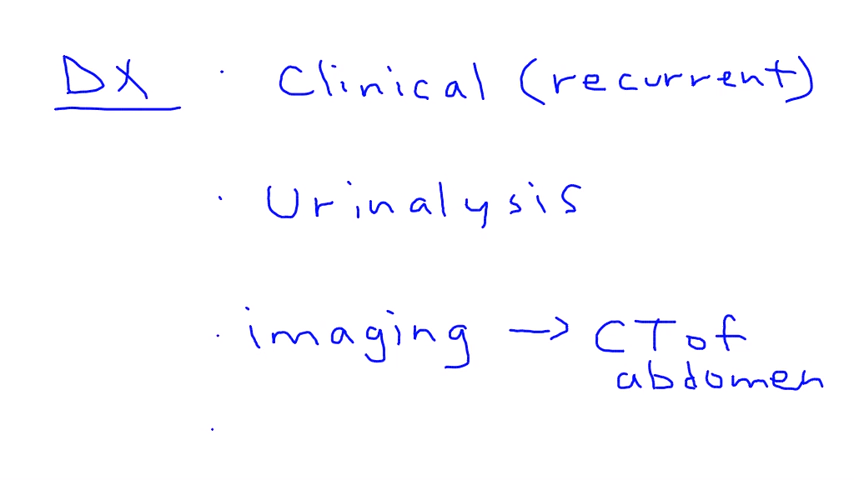 DX · Clinical (recurrent)
· Urinalysis
· imaging → CT of
abdomen
·